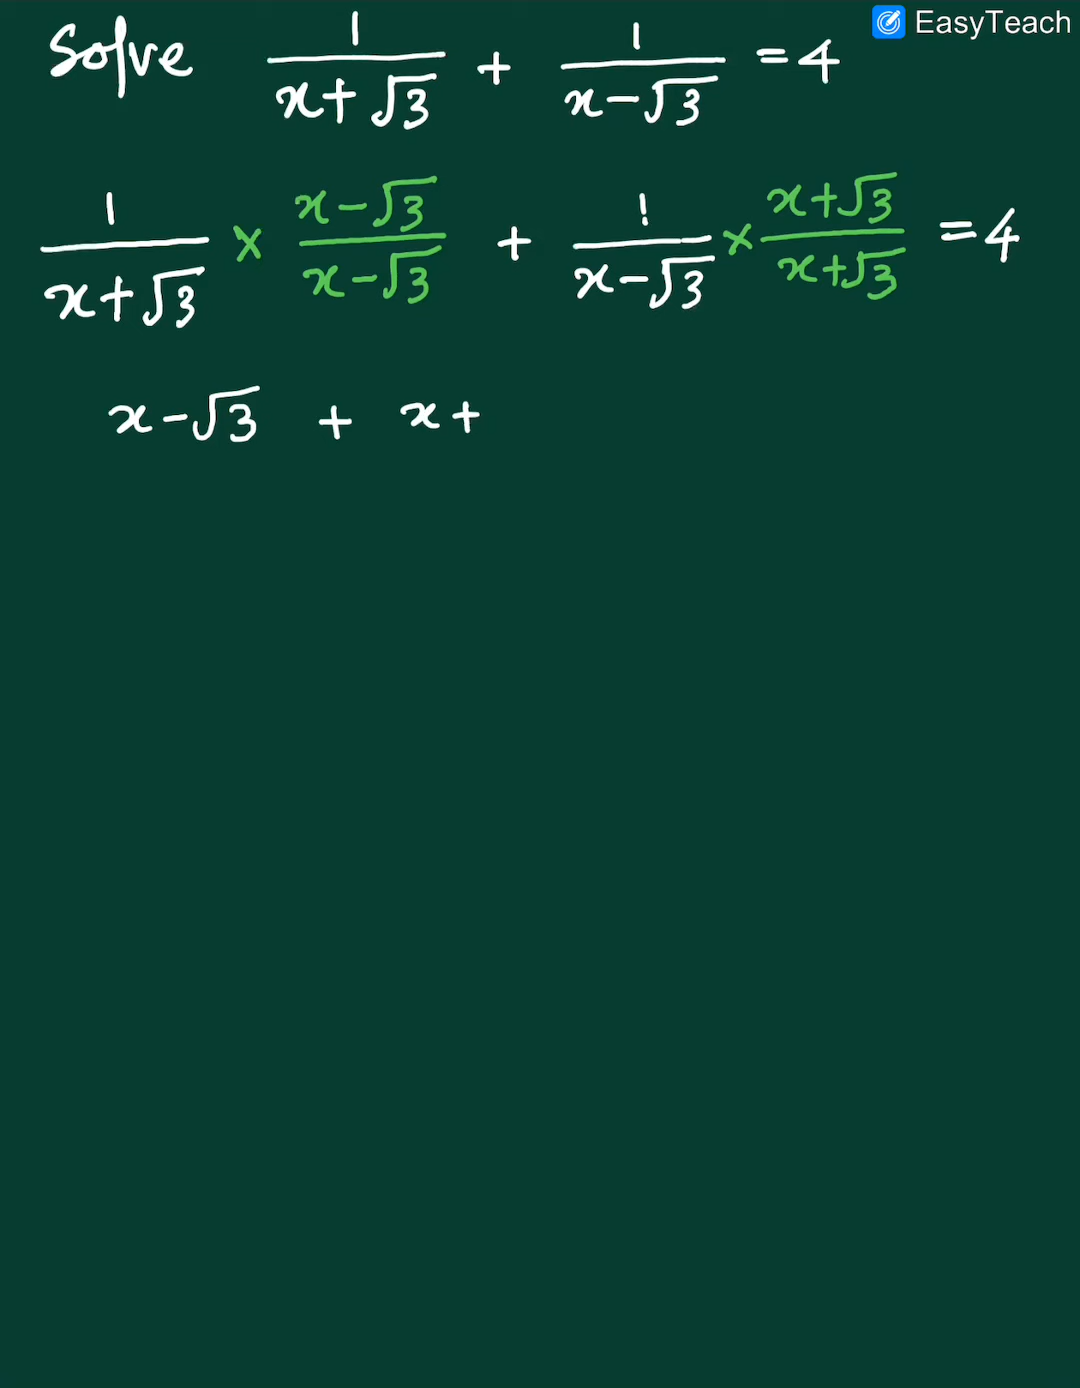 EasyTeach
Solve 1/(x+√3) + 1/(x-√3) = 4
1/(x+√3) × (x-√3)/(x-√3) + 1/(x-√3) × (x+√3)/(x+√3) = 4
x-√3 + x+